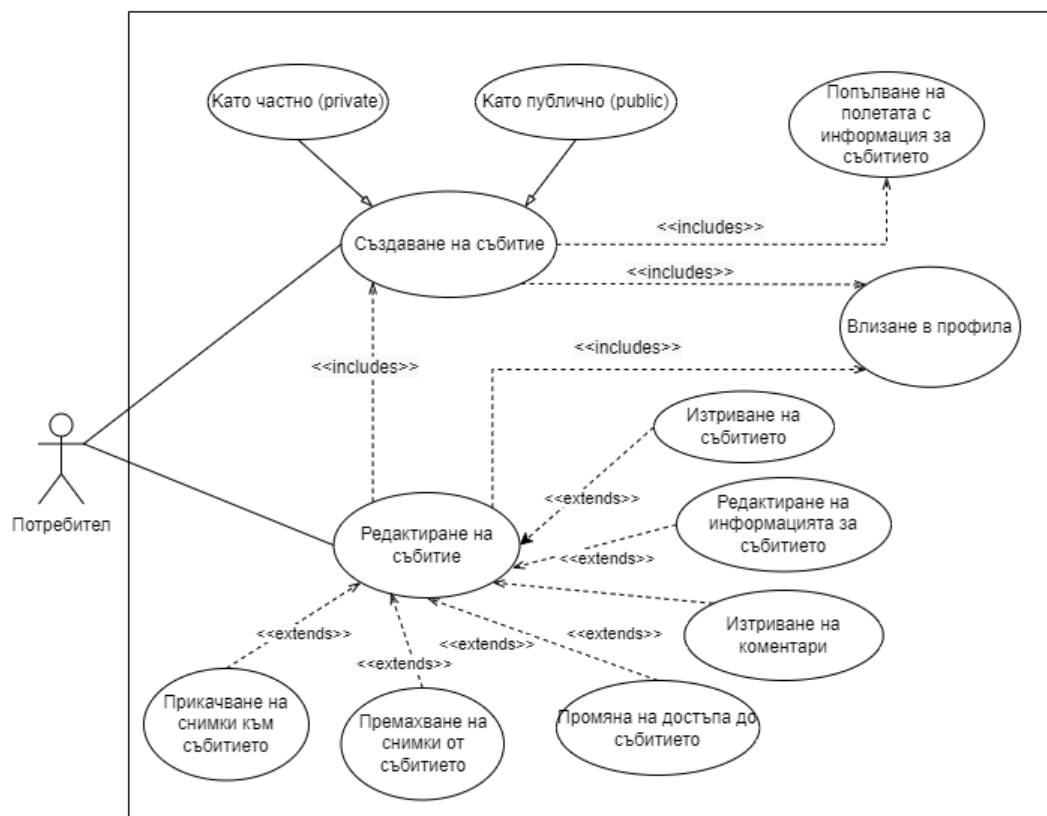 Като частно (private)
Като публично (public)
Попълване на
полетата с
информация за
събитието
Създаване на събитие
<<includes>>
<<includes>>
Влизане в профила
<<includes>>
<<includes>>
Изтриване на
събитието
Потребител
<<extends>>
Редактиране на
информацията за
събитието
Редактиране на
събитие
<<extends>>
Изтриване на
коментари
<<extends>>
<<extends>>
<<extends>>
<<extends>>
Прикачване на
снимки към
събитието
Премахване на
снимки от
събитието
Промяна на достъпа до
събитието